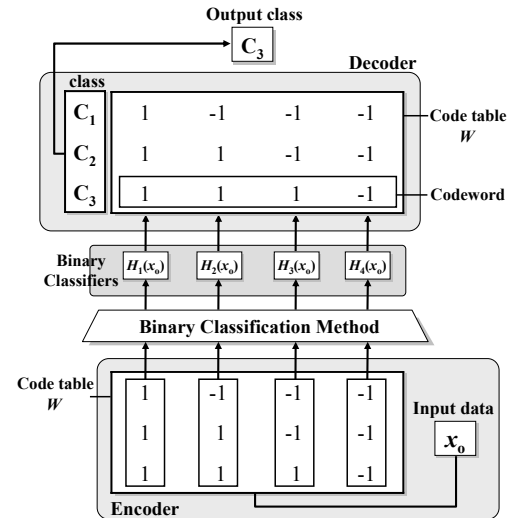 Output class
C3
Decoder
class
C1 1 -1 -1 -1
Code table
W
C2 1 1 -1 -1
C3 1 1 1 -1
Codeword
Binary
Classifiers
H1(xo) H2(xo) H3(xo) H4(xo)
Binary Classification Method
Code table
W
1 -1 -1 -1
1 1 -1 -1
1 1 1 -1
Input data
xo
Encoder